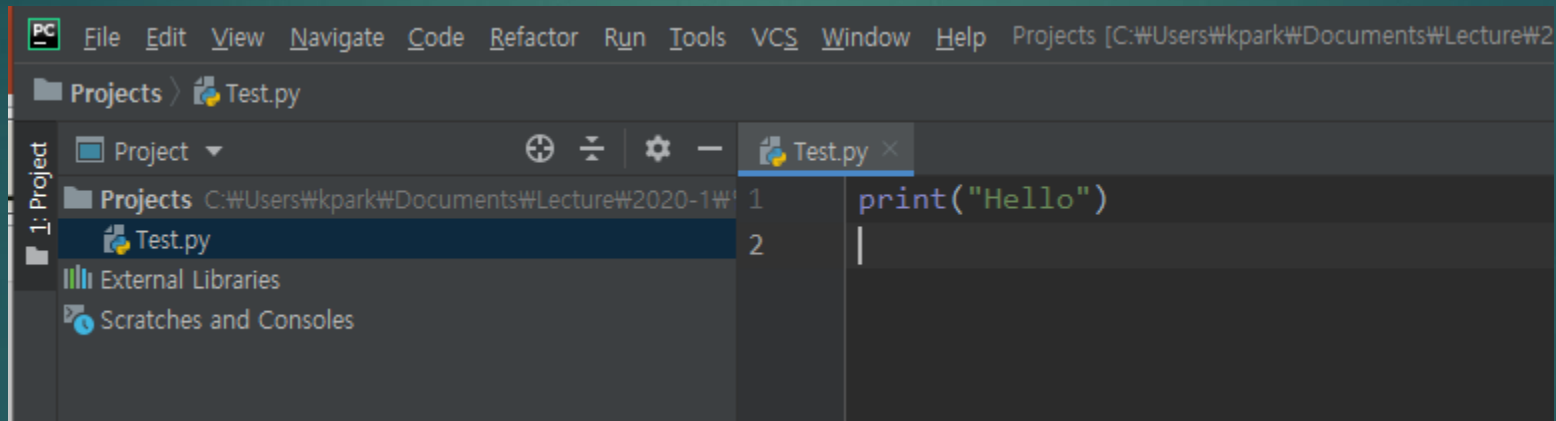 PC File Edit View Navigate Code Refactor Run Tools VCS Window Help Projects [C:₩Users₩kpark₩Documents₩Lecture₩2
Projects Test.py
1: Project
Project
Test.py
Projects C:₩Users₩kpark₩Documents₩Lecture₩2020-1₩
1 print("Hello")
Test.py
2
External Libraries
Scratches and Consoles